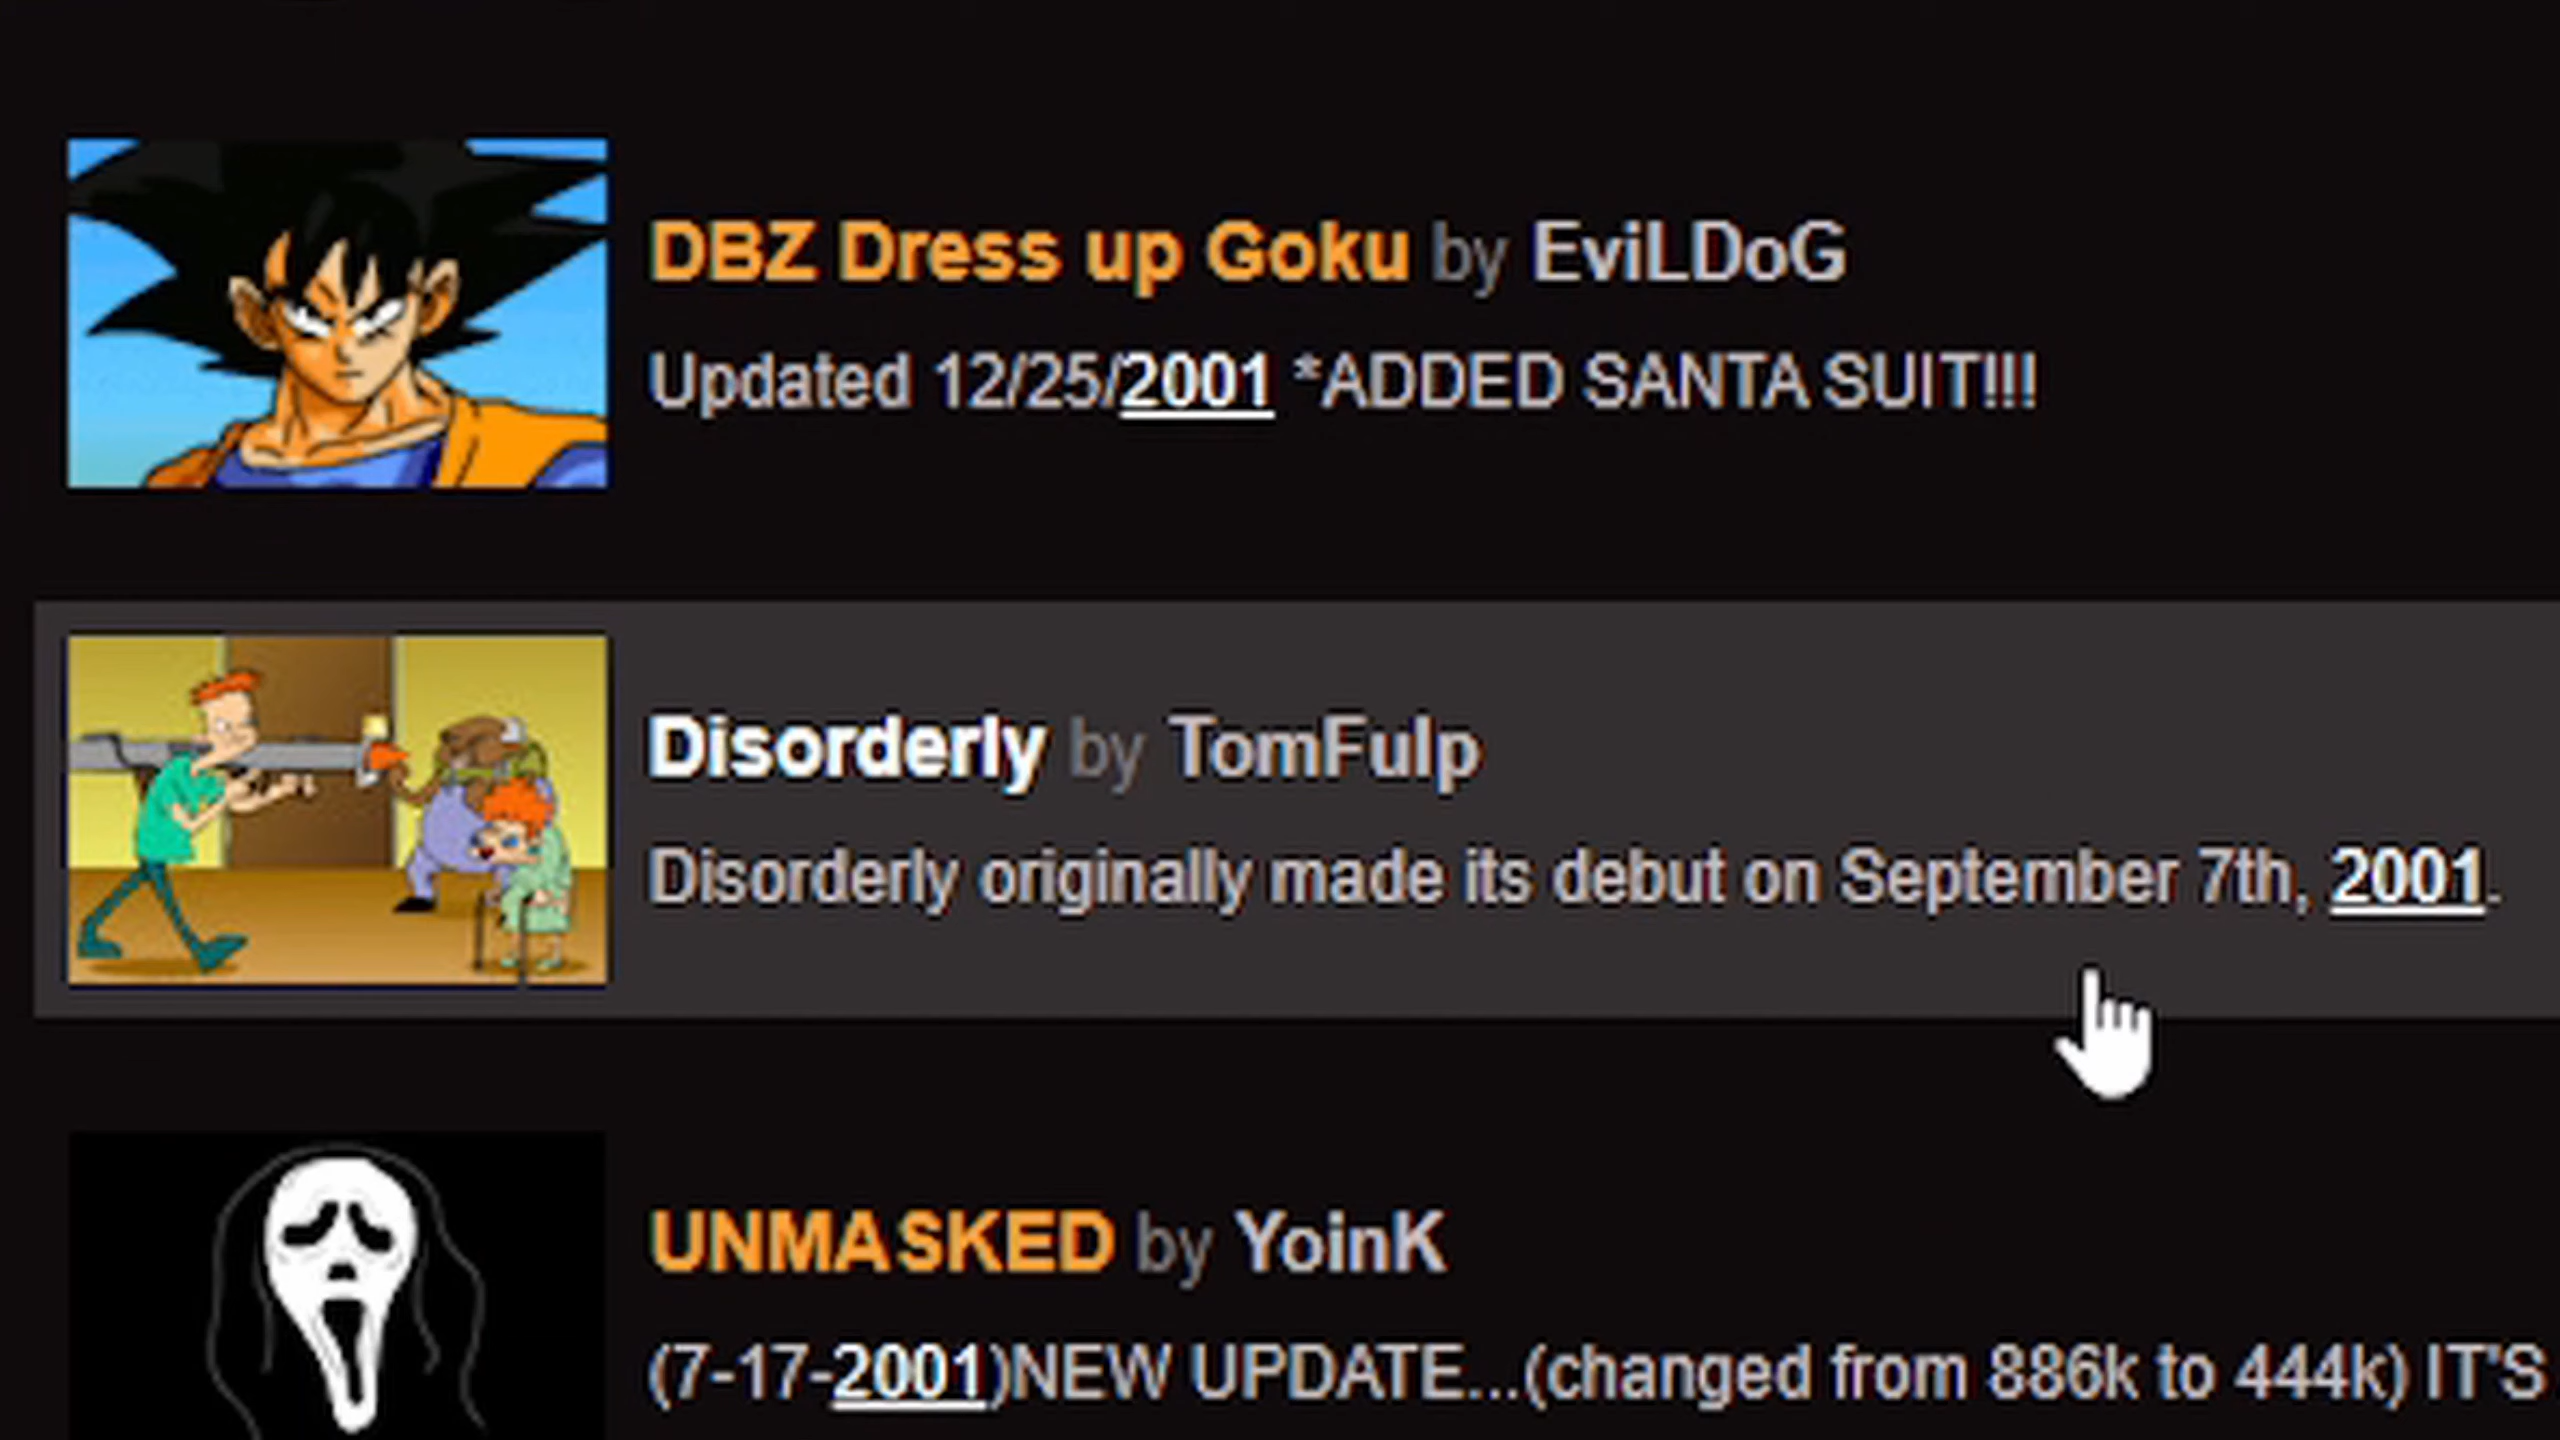 DBZ Dress up Goku by EviLDoG
Updated 12/25/2001 *ADDED SANTA SUIT!!!
Disorderly by TomFulp
Disorderly originally made its debut on September 7th, 2001.
UNMASKED by YoinK
(7-17-2001)NEW UPDATE...(changed from 886k to 444k) IT'S